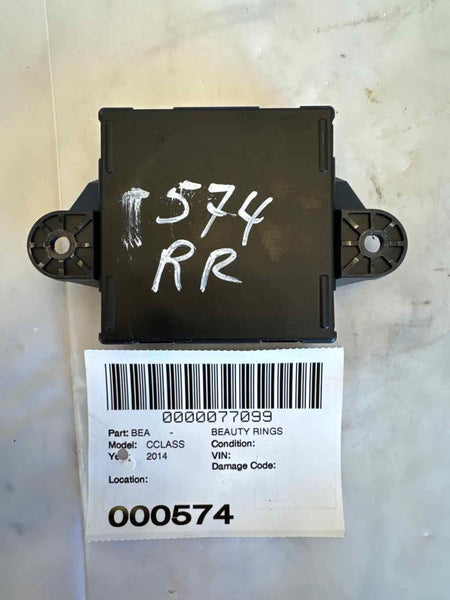 574
RR
0000077099
Part: BEA - BEAUTY RINGS
Model: CCLASS Condition:
2014 VIN:
Damage Code:
Location:
000574